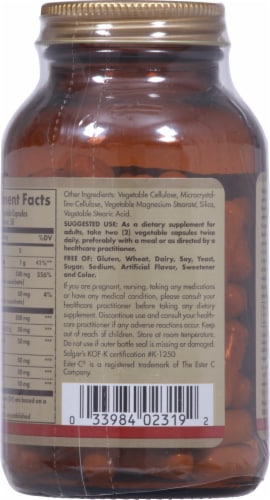 ment Facts
Capsules
%DV
1 g
41%**
556%
4%
***
***
***
***
***
Other Ingredients: Vegetable Cellulose, Microcrystal-
line Cellulose, Vegetable Magnesium Stearate, Silica,
Vegetable Stearic Acid.
SUGGESTED USE: As a dietary supplement for
adults, take two (2) vegetable capsules twice
daily, preferably with a meal or as directed by a
healthcare practitioner.
FREE OF: Gluten, Wheat, Dairy, Soy, Yeast,
Sugar, Sodium, Artificial Flavor, Sweetener
and Color.
If you are pregnant, nursing, taking any medications
or have any medical condition, please consult your
healthcare practitioner before taking any dietary
supplement. Discontinue use and consult your health-
care practitioner if any adverse reactions occur. Keep
out of reach of children. Store at room temperature.
Do not use if outer bottle seal is missing or damaged.
Solgar's KOF-K certification #K-1250
Ester-C® is a registered trademark of The Ester C
Company.
0 33984 02319 2